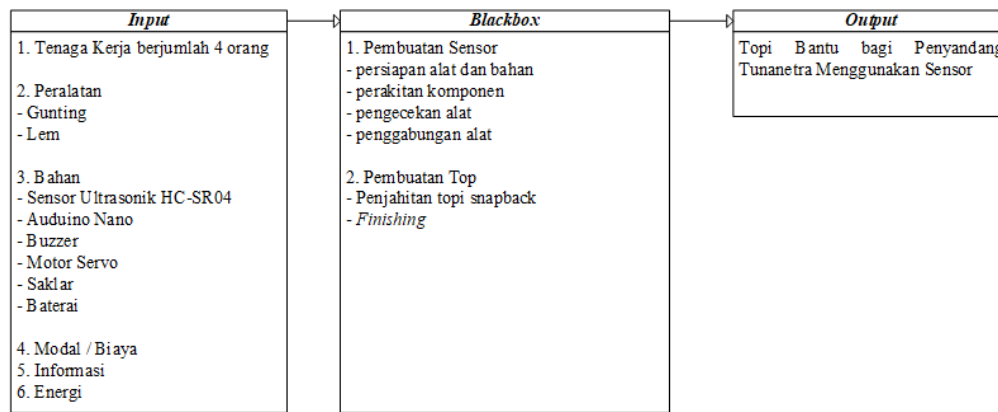 Input
1. Tenaga Kerja berjumlah 4 orang
2. Peralatan
- Gunting
- Lem
3. Bahan
- Sensor Ultrasonik HC-SR04
- Auduino Nano
- Buzzer
- Motor Servo
- Saklar
- Baterai
4. Modal / Biaya
5. Informasi
6. Energi
Blackbox
1. Pembuatan Sensor
- persiapan alat dan bahan
- perakitan komponen
- pengecekan alat
- penggabungan alat
2. Pembuatan Top
- Penjahitan topi snapback
- Finishing
Output
Topi Bantu bagi Penyandang
Tunanetra Menggunakan Sensor